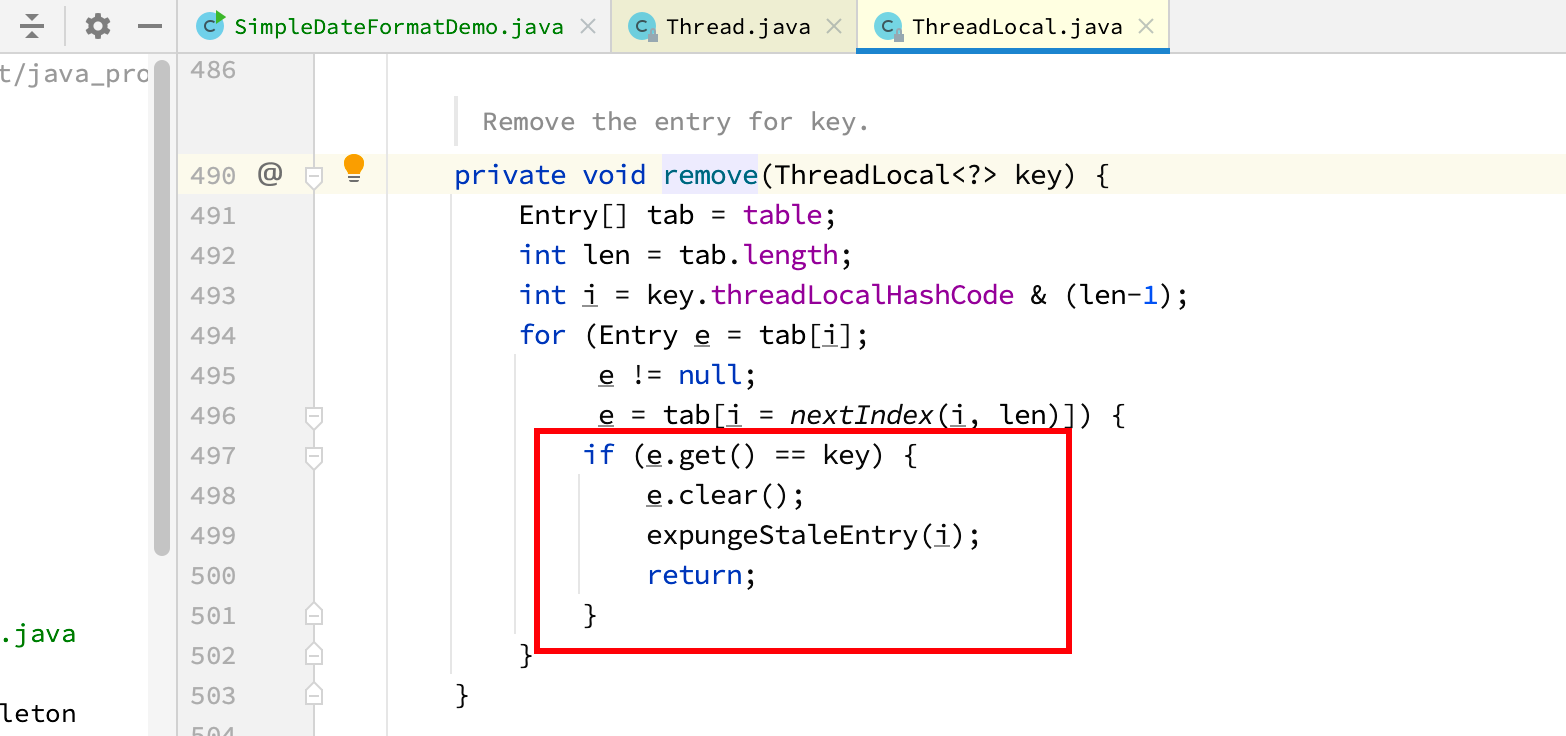 SimpleDateFormatDemo.java Thread.java ThreadLocal.java
t/java_pro
486
Remove the entry for key.
490 @ private void remove(ThreadLocal<?> key) {
491 Entry[] tab = table;
492 int len = tab.length;
493 int i = key.threadLocalHashCode & (len-1);
494 for (Entry e = tab[i];
495 e != null;
496 e = tab[i = nextIndex(i, len)]) {
497 if (e.get() == key) {
498 e.clear();
499 expungeStaleEntry(i);
500 return;
501 }
.java
502 }
503 }
leton
504